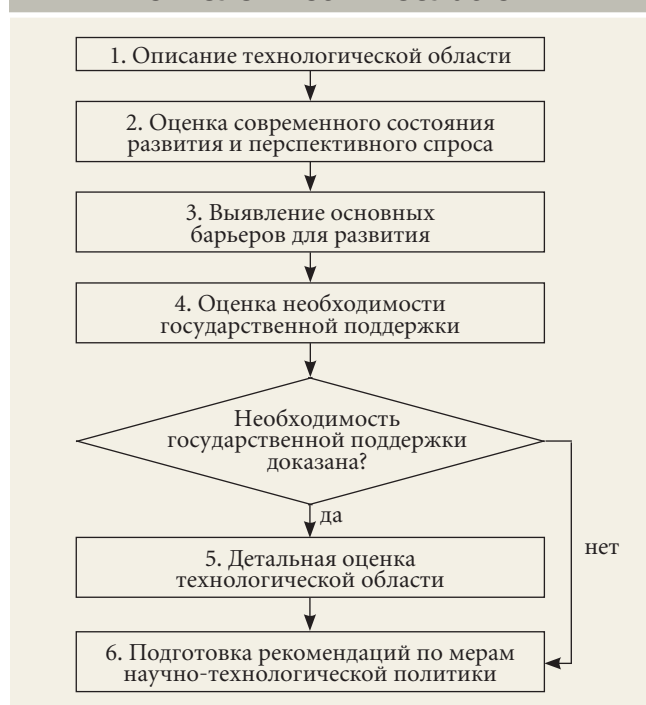 1. Описание технологической области
2. Оценка современного состояния
развития и перспективного спроса
3. Выявление основных
барьеров для развития
4. Оценка необходимости
государственной поддержки
Необходимость
государственной поддержки
доказана?
да
нет
5. Детальная оценка
технологической области
6. Подготовка рекомендаций по мерам
научно-технологической политики